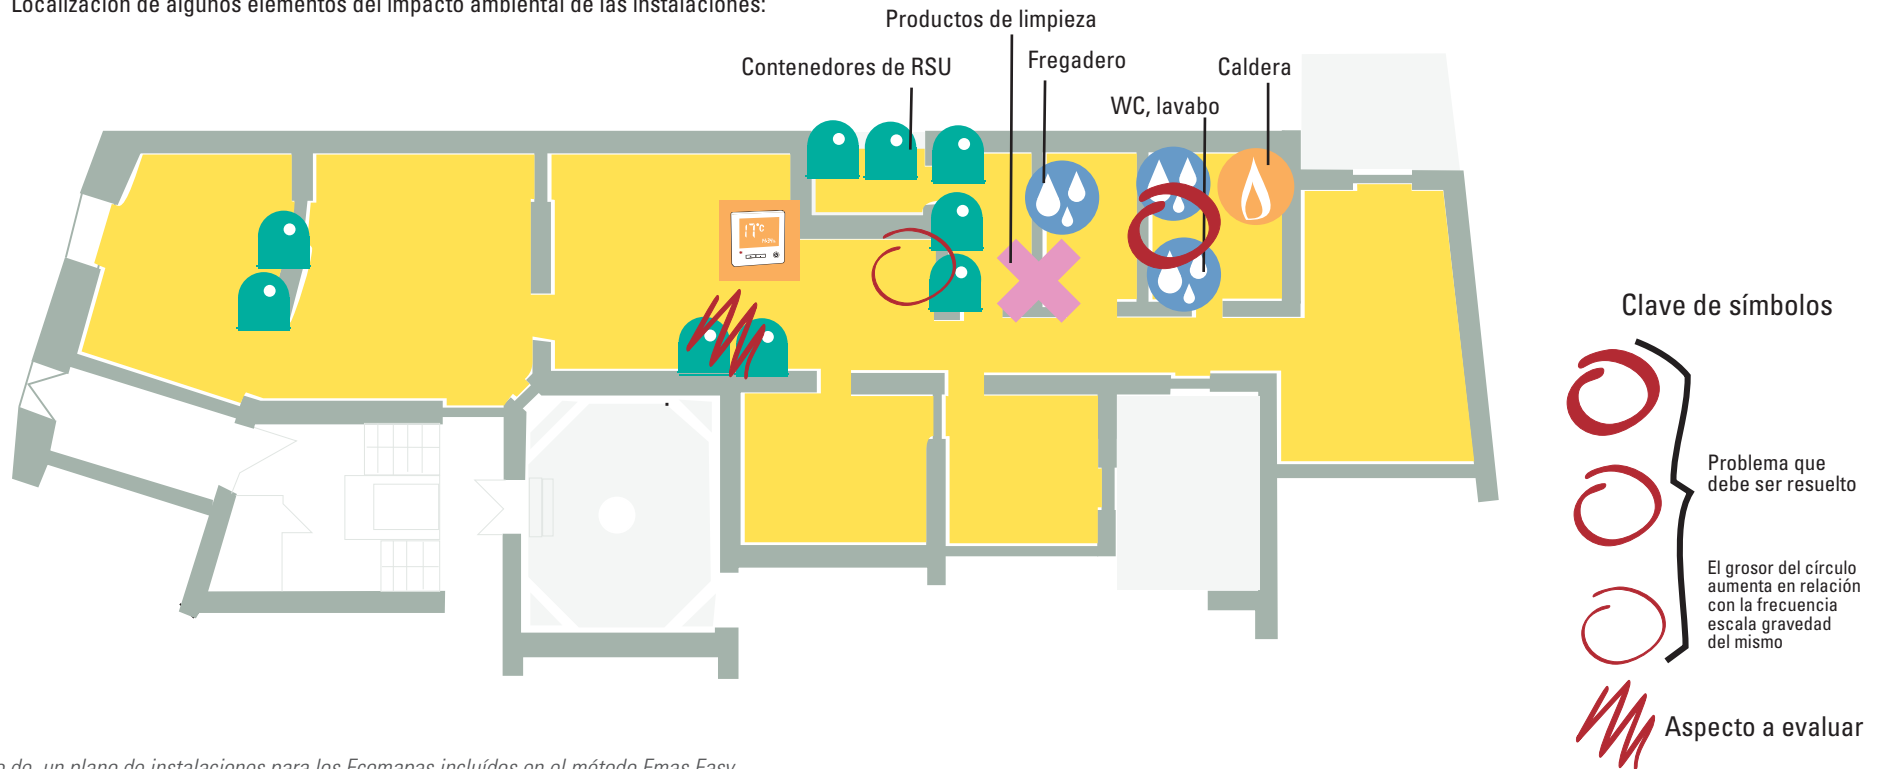 Localización de algunos elementos del impacto ambiental de las instalaciones:
Productos de limpieza
Contenedores de RSU
Fregadero
Caldera
WC, lavabo
17°c
Clave de símbolos
Problema que
debe ser resuelto
El grosor del círculo
aumenta en relación
con la frecuencia
escala gravedad
del mismo
Aspecto a evaluar
de un plano de instalaciones para los Ecomapas incluídos en el método Emas Easy